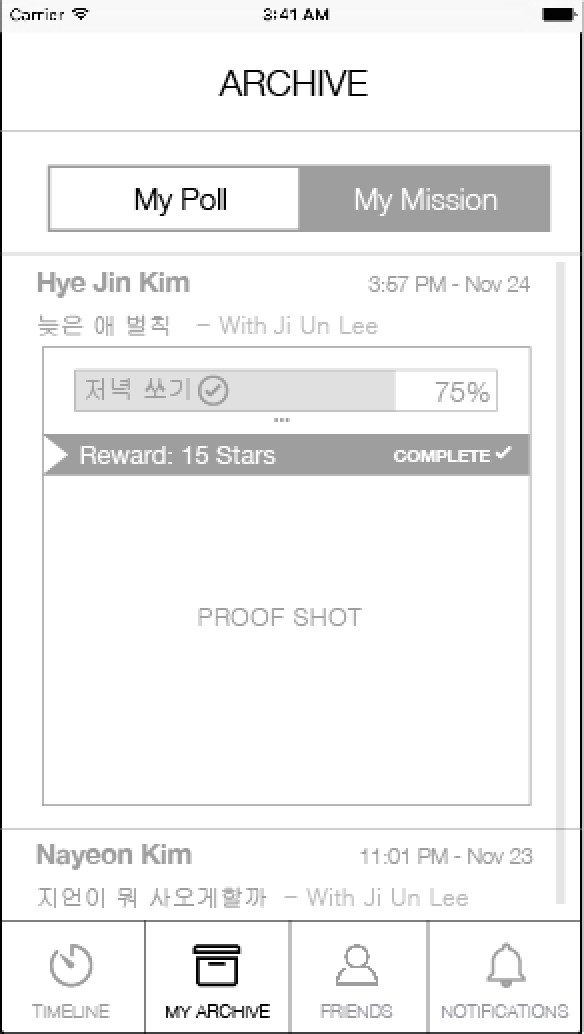 Carrier 3:41 AM
ARCHIVE
My Poll My Mission
Hye Jin Kim 3:57 PM - Nov 24
늦은 애 벌칙 - With Ji Un Lee
저녁 쏘기 75%
...
Reward: 15 Stars COMPLETE
PROOF SHOT
Nayeon Kim 11:01 PM - Nov 23
지언이 뭐 사오게할까 - With Ji Un Lee
TIMELINE MY ARCHIVE FRIENDS NOTIFICATIONS